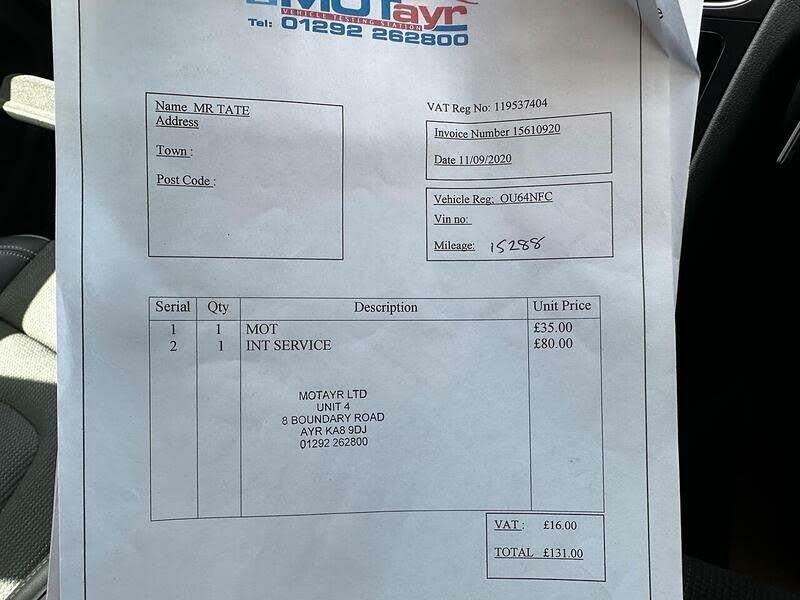 MOTayr
VEHICLE TESTING STATION
Tel: 01292 262800
Name MR TATE
Address
Town :
Post Code :
VAT Reg No: 119537404
Invoice Number 15610920
Date 11/09/2020
Vehicle Reg: OU64NFC
Vin no:
Mileage: 15288
Serial Qty Description Unit Price
1 1 MOT £35.00
2 1 INT SERVICE £80.00
MOTAYR LTD
UNIT 4
8 BOUNDARY ROAD
AYR KA8 9DJ
01292 262800
VAT : £16.00
TOTAL £131.00